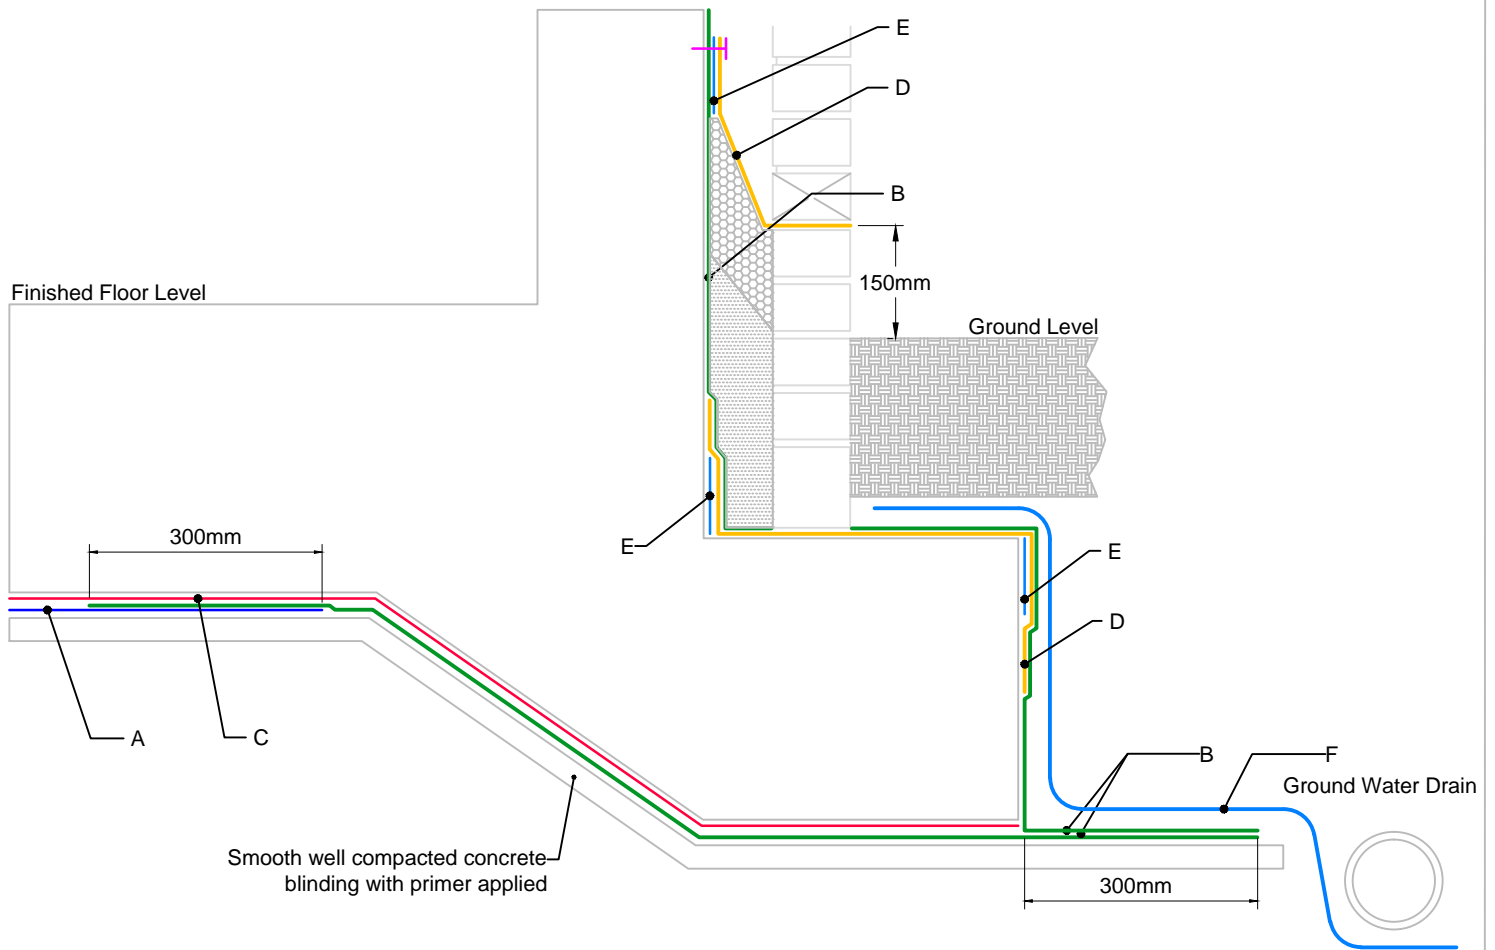 E
D
B
Finished Floor Level
150mm
Ground Level
300mm
E
E
D
A
C
B
F
Ground Water Drain
Smooth well compacted concrete
blinding with primer applied
300mm